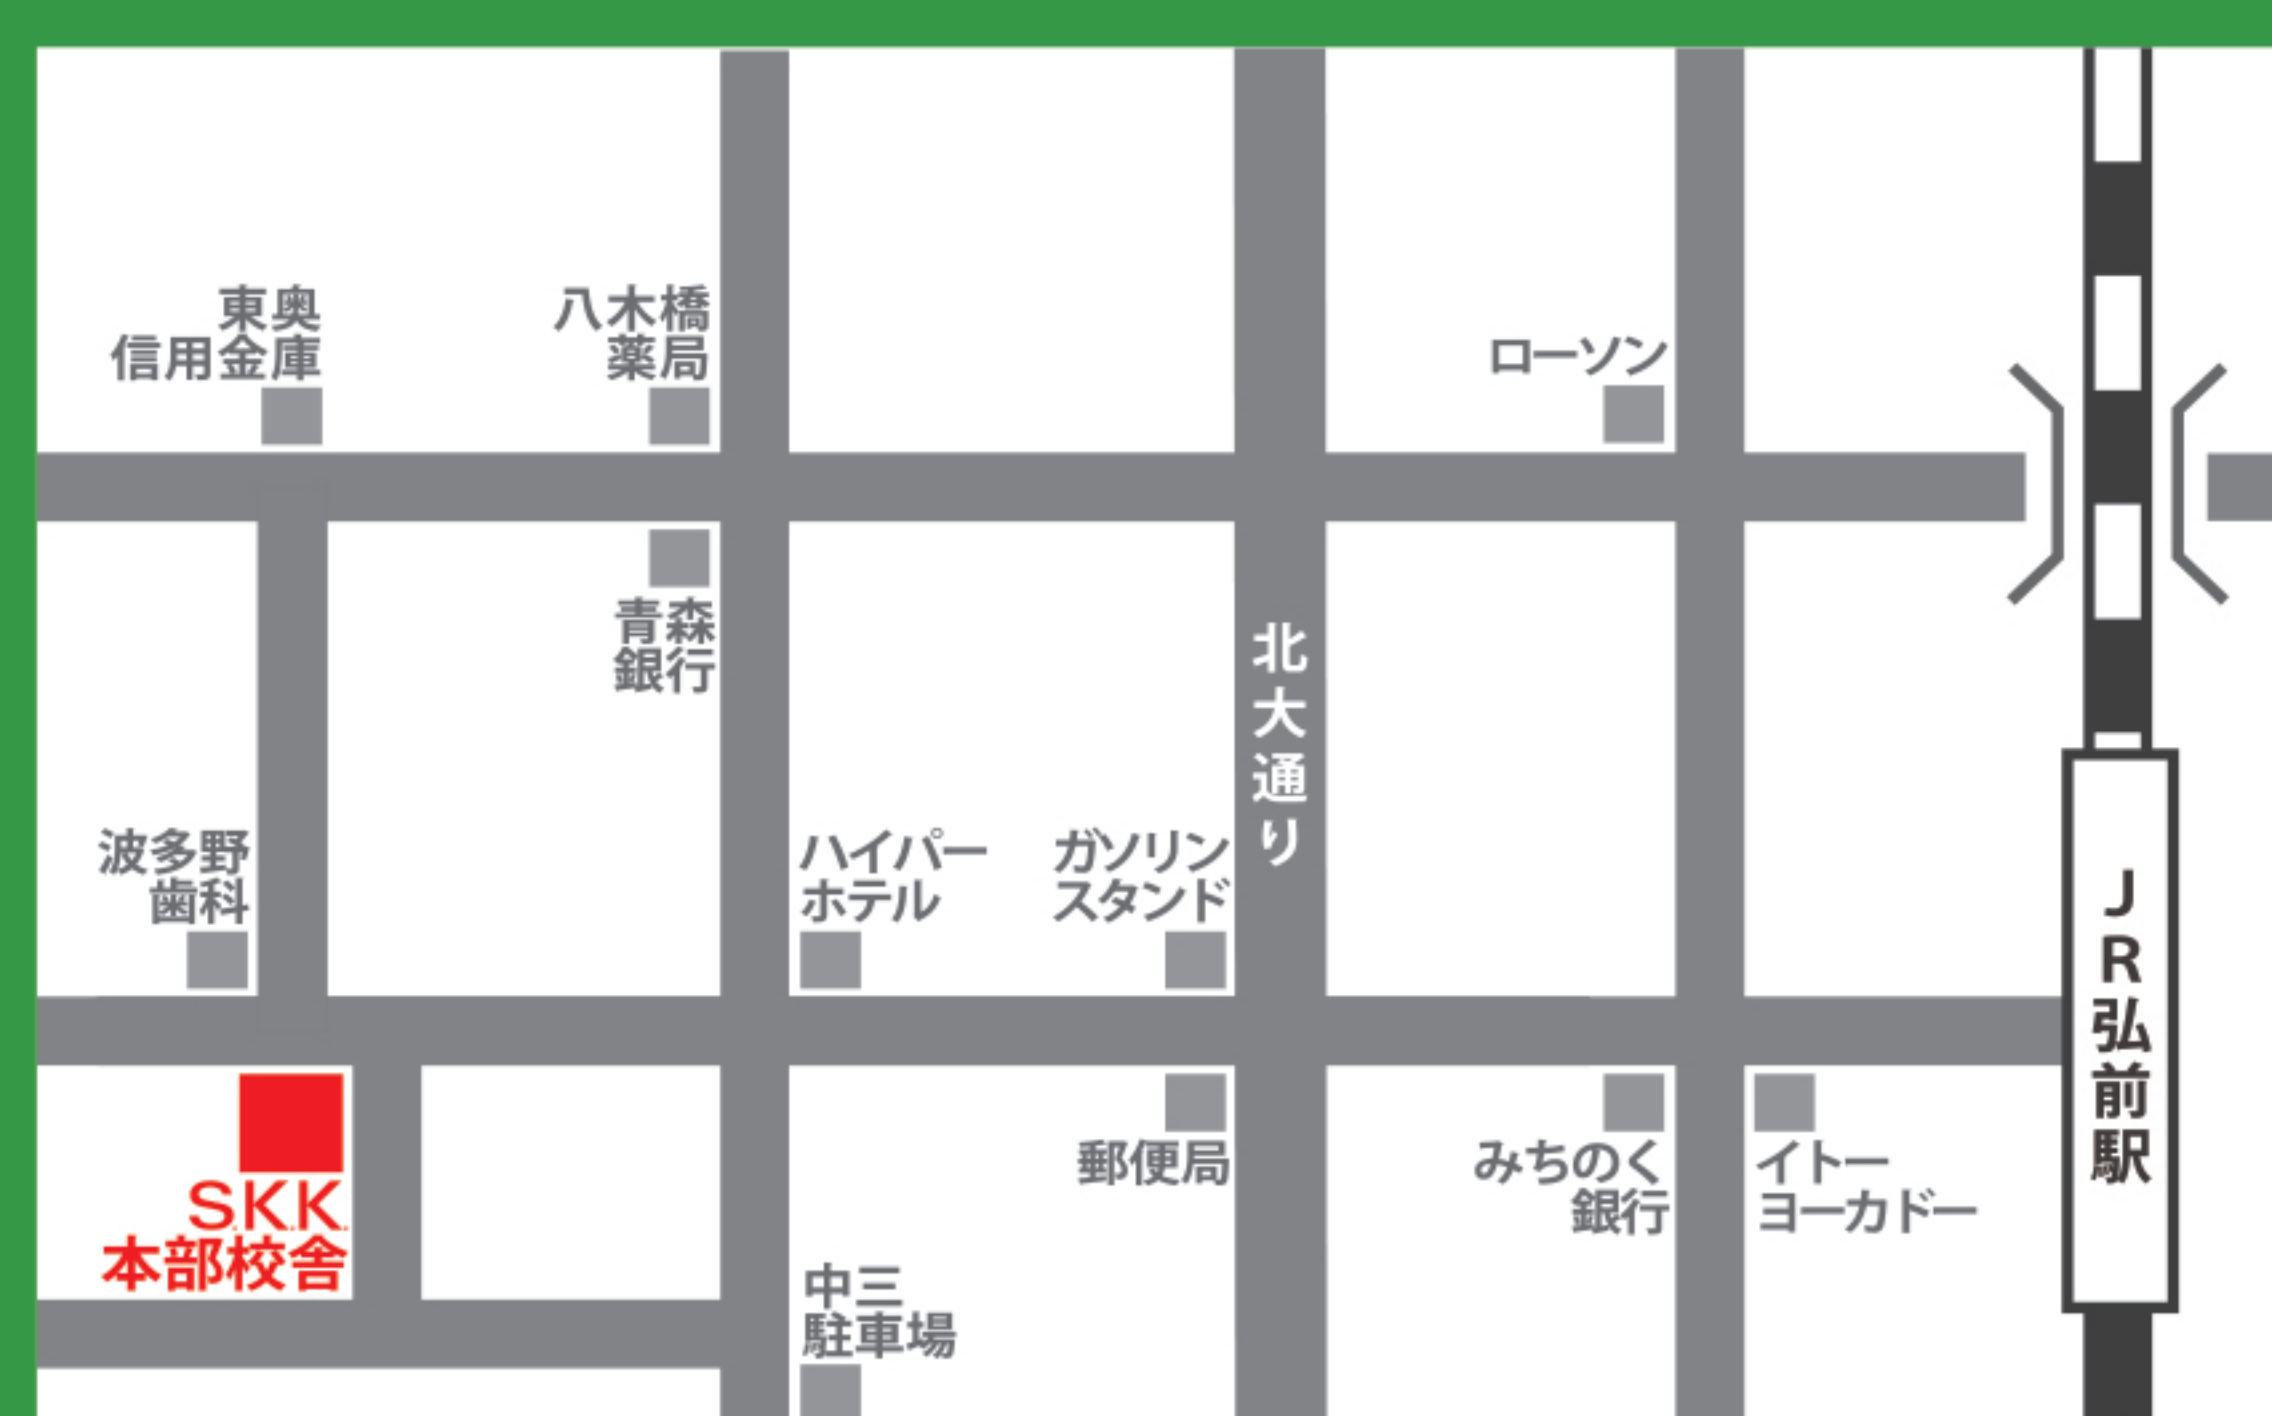 東奥
信用金庫
八木橋
薬局
ローソン
青森
銀行
北大通り
波多野
歯科
ハイパー
ホテル
ガソリン
スタンド
JR弘前駅
S.K.K.
本部校舎
郵便局
みちのく
銀行
イトー
ヨーカドー
中三
駐車場